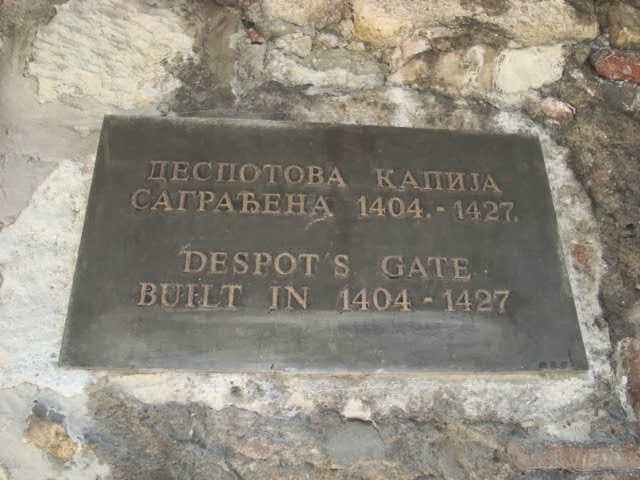 ДЕСПОТОВА КАПИЈА
САГРАЂЕНА 1404.-1427.
DESPOT'S GATE
BUILT IN 1404-1427